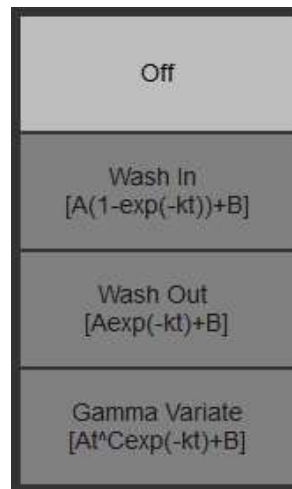 Off
Wash In
[A(1-exp(-kt))+B]
Wash Out
[Aexp(-kt)+B]
Gamma Variate
[At^Cexp(-kt)+B]